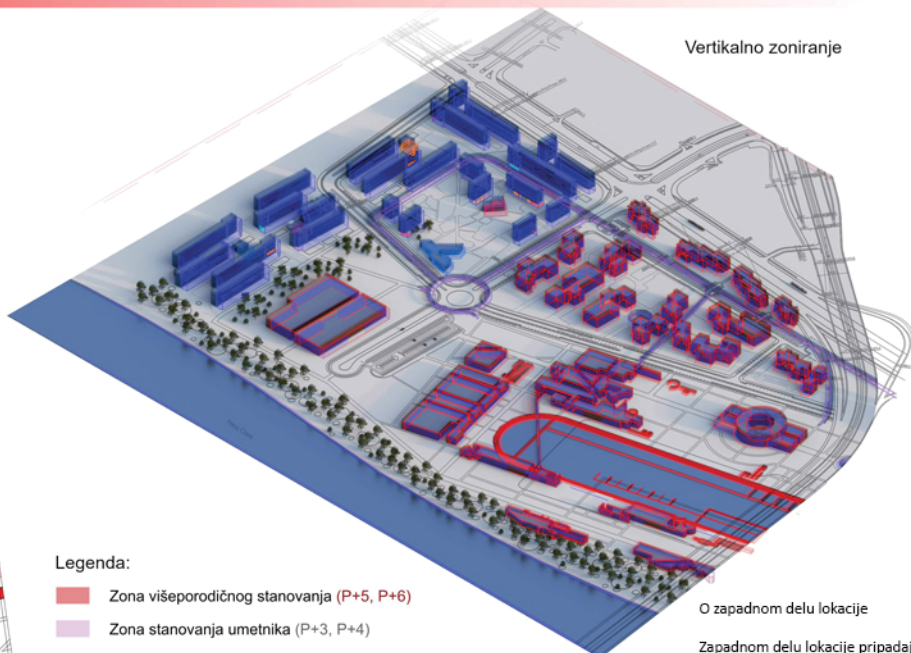 Vertikalno zoniranje
Legenda:
Zona višeporodičnog stanovanja (P+5, P+6)
Zona stanovanja umetnika (P+3, P+4)
O zapadnom delu lokacije
Zapadnom delu lokacije pripadaj